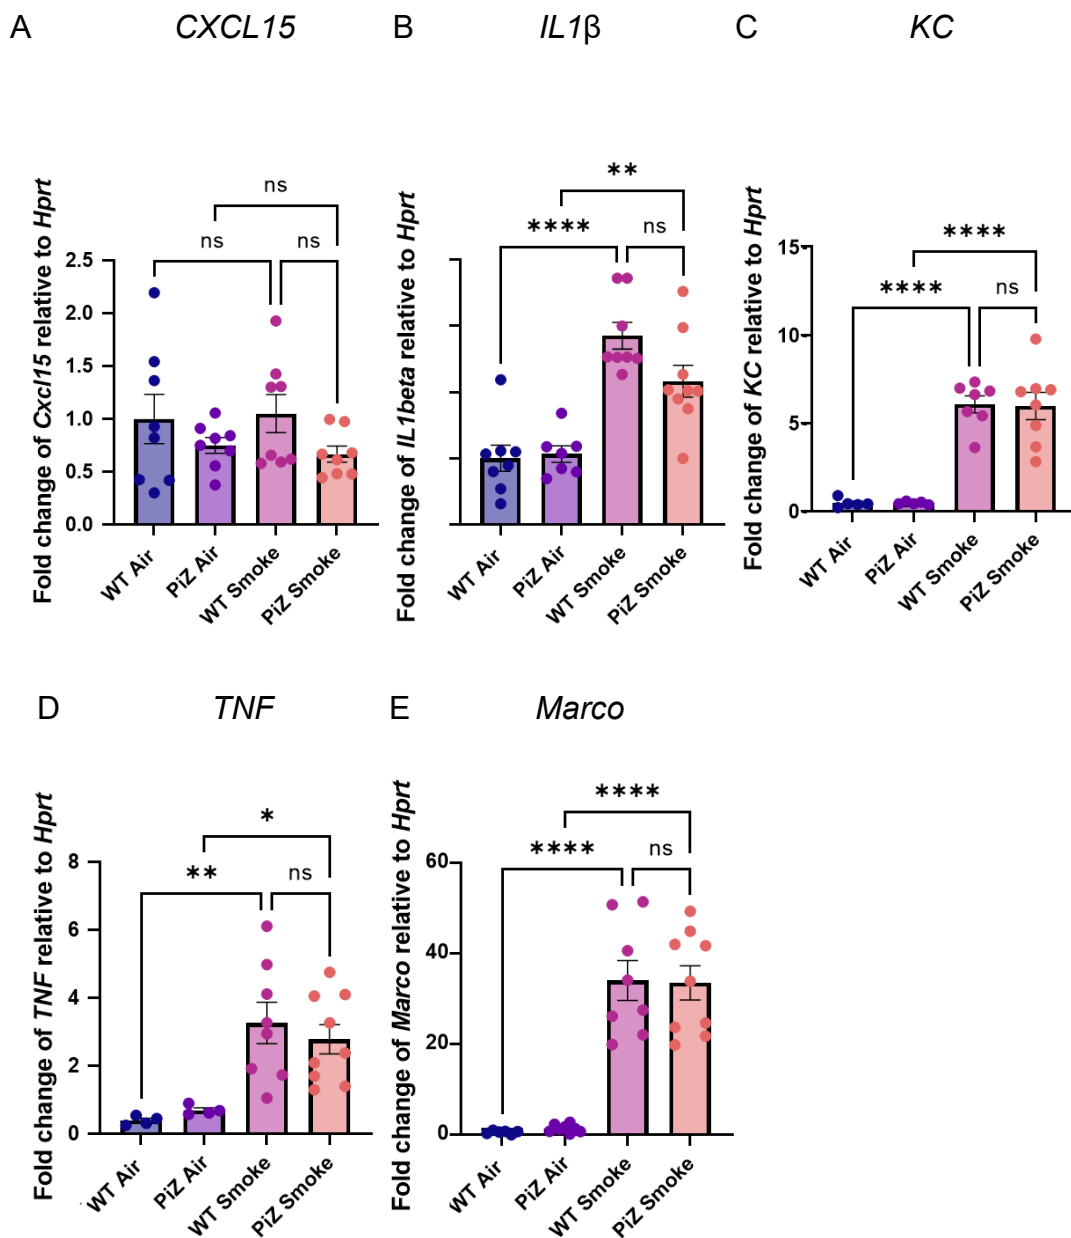 A CXCL15
ns
ns ns
Fold change of Cxcl15 relative to Hprt
2.5
2.0
1.5
1.0
0.5
0.0
WT Air
PiZ Air
WT Smoke
PiZ Smoke
B IL1β
**
**** ns
Fold change of IL1beta relative to Hprt
WT Air
PiZ Air
WT Smoke
PiZ Smoke
C KC
****
**** ns
Fold change of KC relative to Hprt
15
10
5
0
WT Air
PiZ Air
WT Smoke
PiZ Smoke
D TNF
*
** ns
Fold change of TNF relative to Hprt
8
6
4
2
0
WT Air
PiZ Air
WT Smoke
PiZ Smoke
E Marco
****
**** ns
Fold change of Marco relative to Hprt
60
40
20
0
WT Air
PiZ Air
WT Smoke
PiZ Smoke